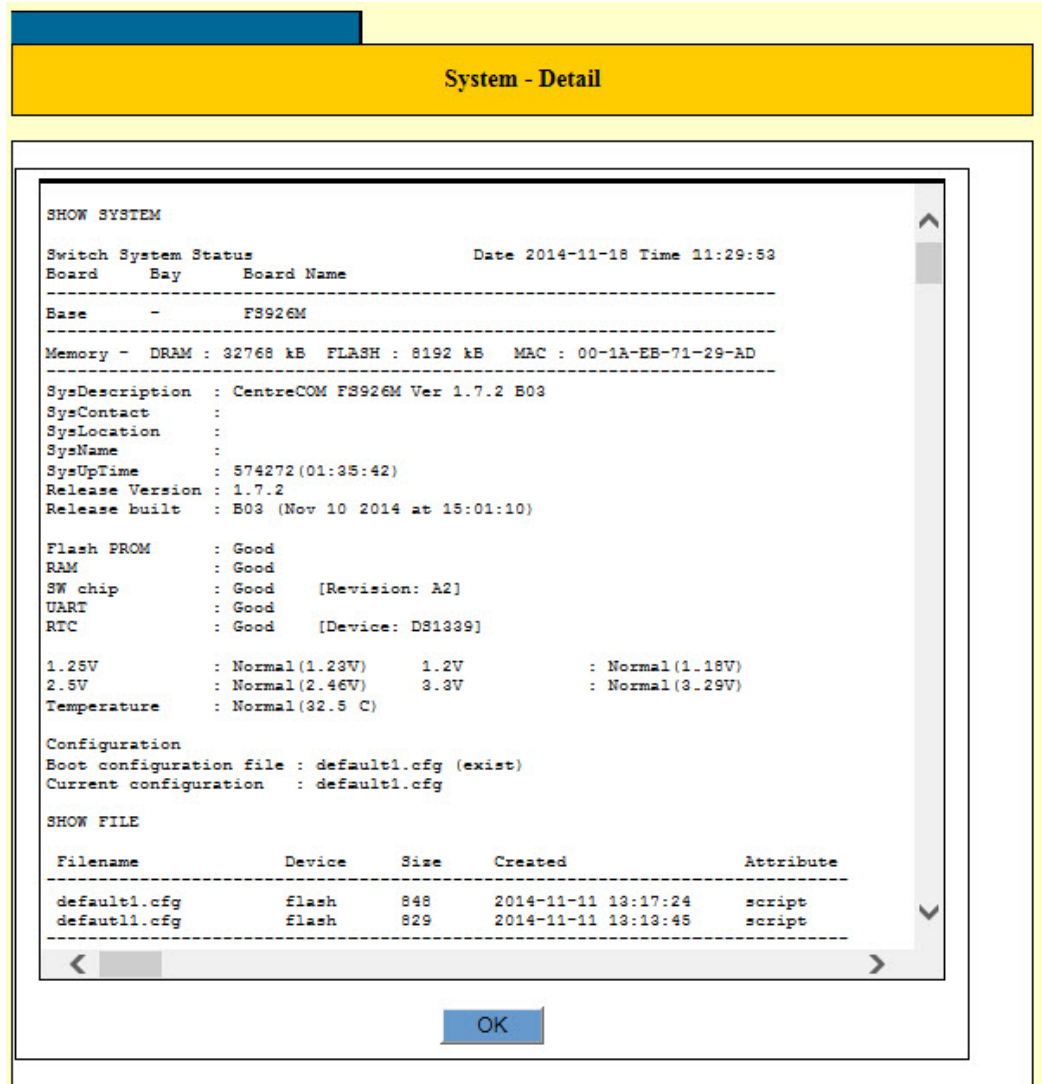 System - Detail
SHOW SYSTEM
Switch System Status                     Date 2014-11-18 Time 11:29:53
Board     Bay     Board Name
----------------------------------------------------------------------
Base      -        FS926M
----------------------------------------------------------------------
Memory -  DRAM : 32768 kB  FLASH : 8192 kB   MAC : 00-1A-EB-71-29-AD
----------------------------------------------------------------------
SysDescription  : CentreCOM FS926M Ver 1.7.2 B03
SysContact      :
SysLocation     :
SysName         :
SysUpTime       : 574272(01:35:42)
Release Version : 1.7.2
Release built   : B03 (Nov 10 2014 at 15:01:10)
Flash PROM      : Good
RAM             : Good
SW chip         : Good    [Revision: A2]
UART            : Good
RTC             : Good    [Device: DS1339]
1.25V           : Normal(1.23V)     1.2V            : Normal(1.18V)
2.5V            : Normal(2.46V)     3.3V            : Normal(3.29V)
Temperature     : Normal(32.5 C)
Configuration
Boot configuration file : default1.cfg (exist)
Current configuration   : default1.cfg
SHOW FILE
Filename              Device     Size     Created                 Attribute
-----------------------------------------------------------------------------
default1.cfg          flash      848      2014-11-11 13:17:24     script
defautl1.cfg          flash      829      2014-11-11 13:13:45     script
-----------------------------------------------------------------------------
OK